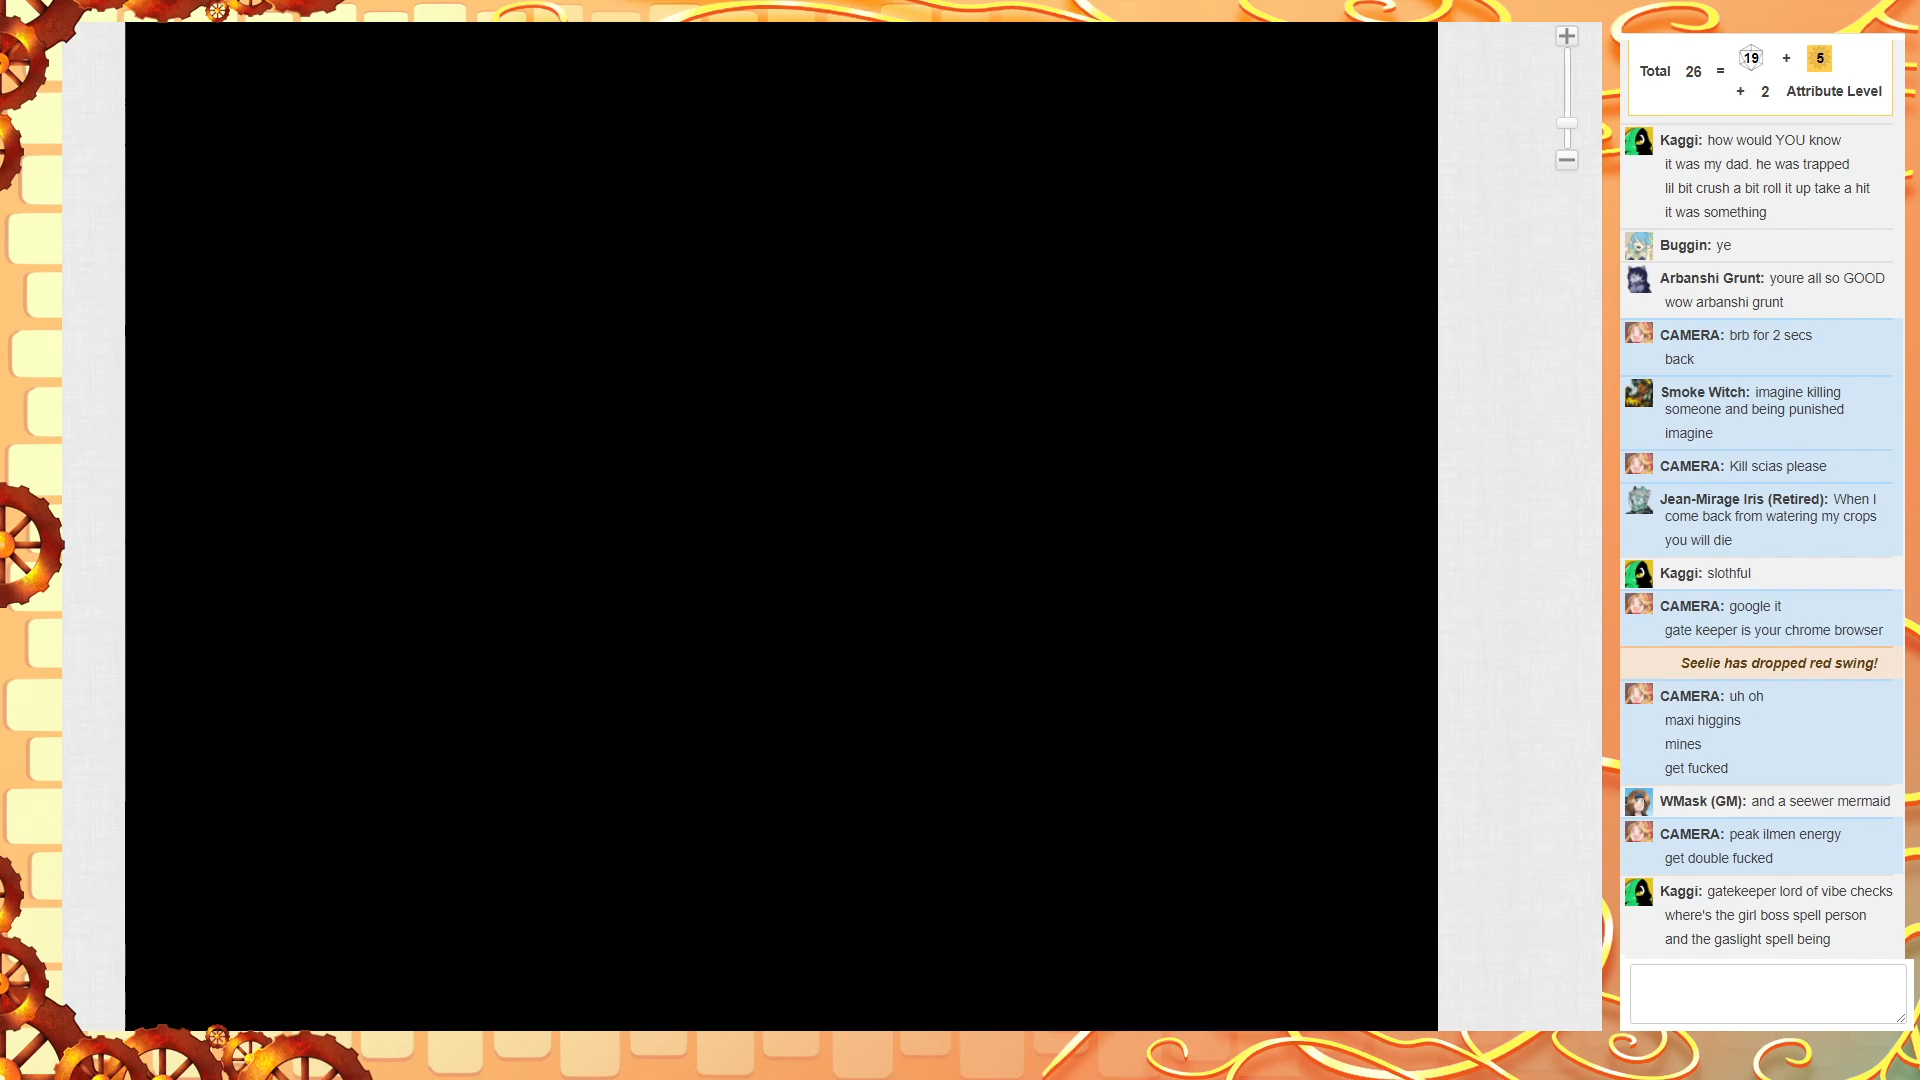 19 + 5
Total 26 =
+ 2 Attribute Level
Kaggi: how would YOU know
it was my dad. he was trapped
lil bit crush a bit roll it up take a hit
it was something
Buggin: ye
Arbanshi Grunt: youre all so GOOD
wow arbanshi grunt
CAMERA: brb for 2 secs
back
Smoke Witch: imagine killing
someone and being punished
imagine
CAMERA: Kill scias please
Jean-Mirage Iris (Retired): When I
come back from watering my crops
you will die
Kaggi: slothful
CAMERA: google it
gate keeper is your chrome browser
Seelie has dropped red swing!
CAMERA: uh oh
maxi higgins
mines
get fucked
WMask (GM): and a seewer mermaid
CAMERA: peak ilmen energy
get double fucked
Kaggi: gatekeeper lord of vibe checks
where's the girl boss spell person
and the gaslight spell being